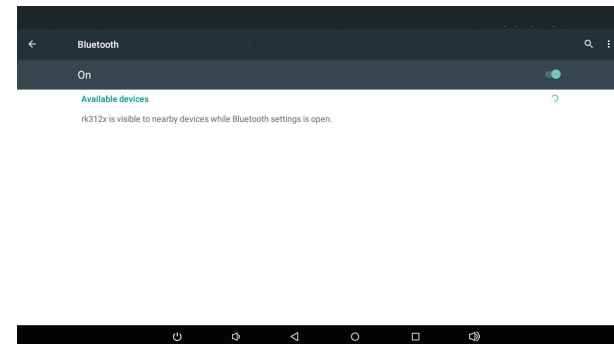 Bluetooth
On
Available devices
rk312x is visible to nearby devices while Bluetooth settings is open.